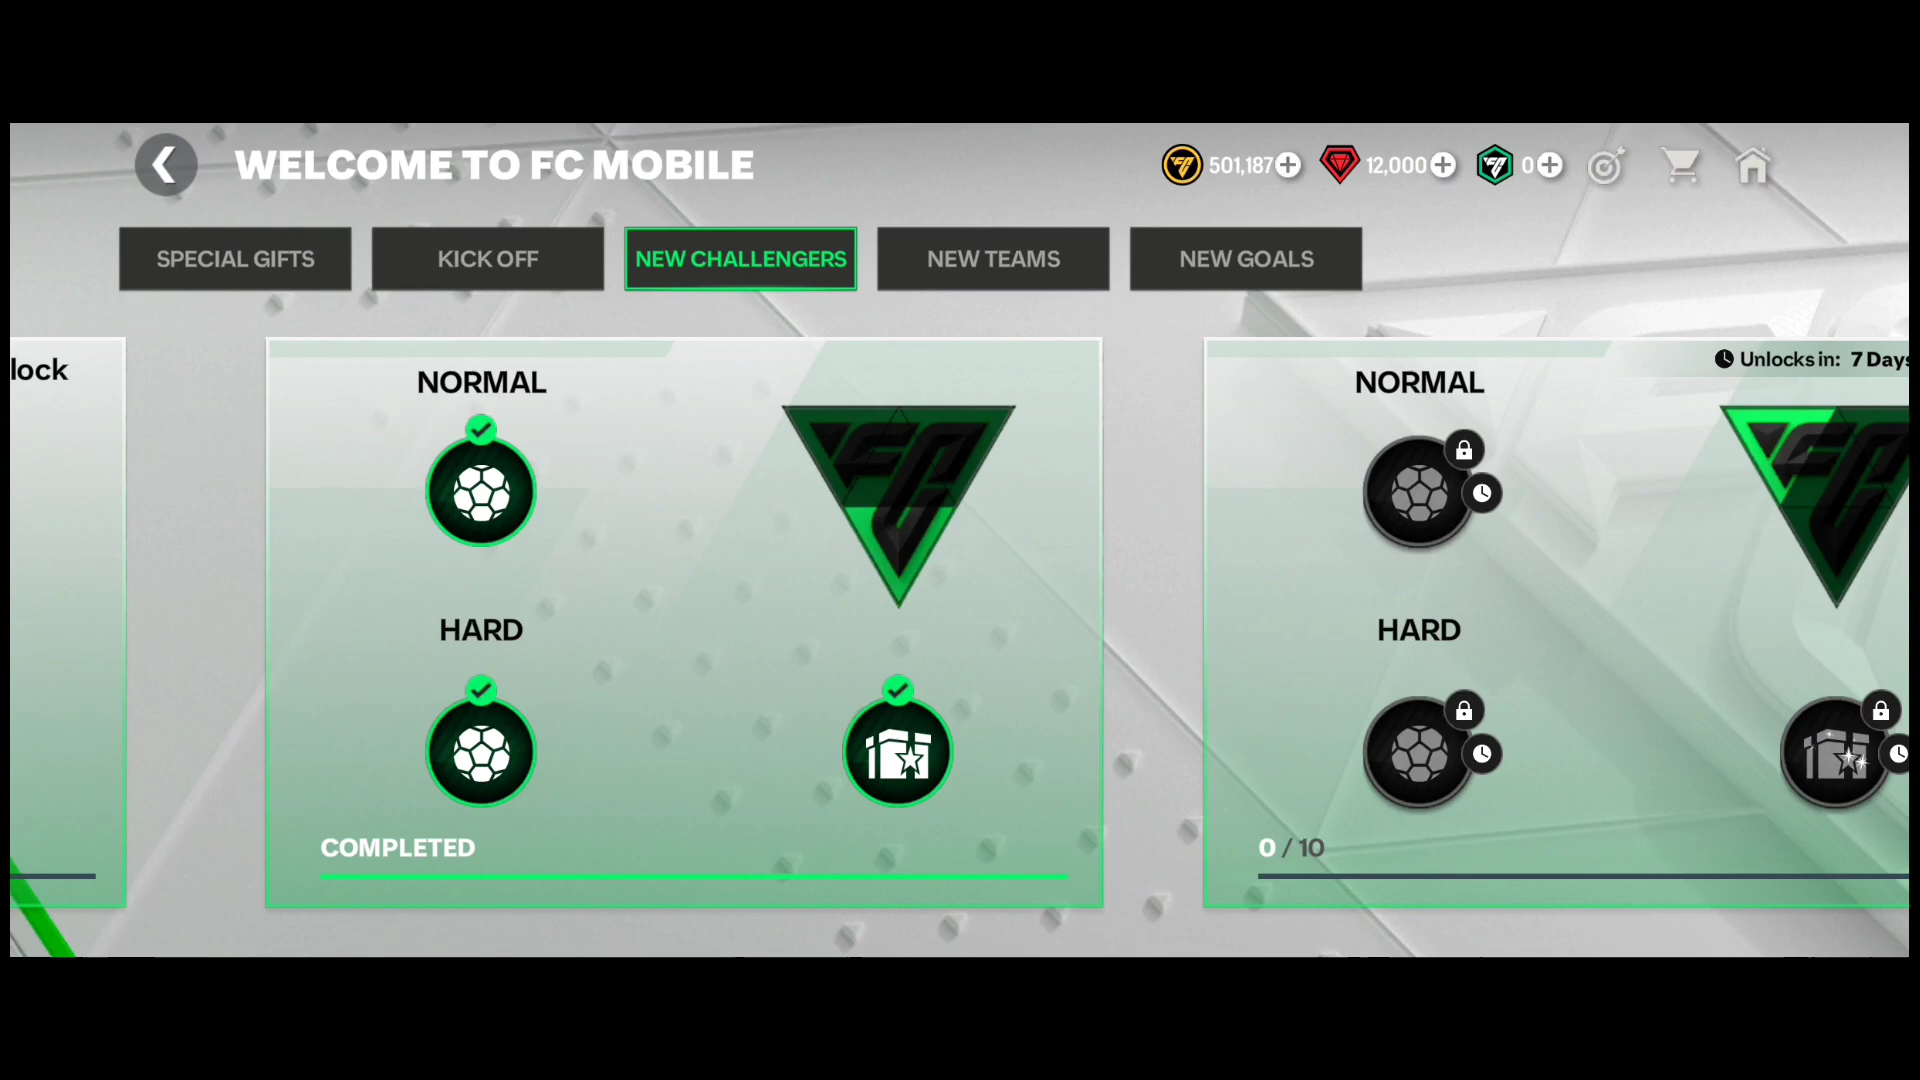 WELCOME TO FC MOBILE
501,187
12,000
0
SPECIAL GIFTS
KICK OFF
NEW CHALLENGERS
NEW TEAMS
NEW GOALS
lock
NORMAL
HARD
COMPLETED
Unlocks in: 7 Days
NORMAL
HARD
0 / 10